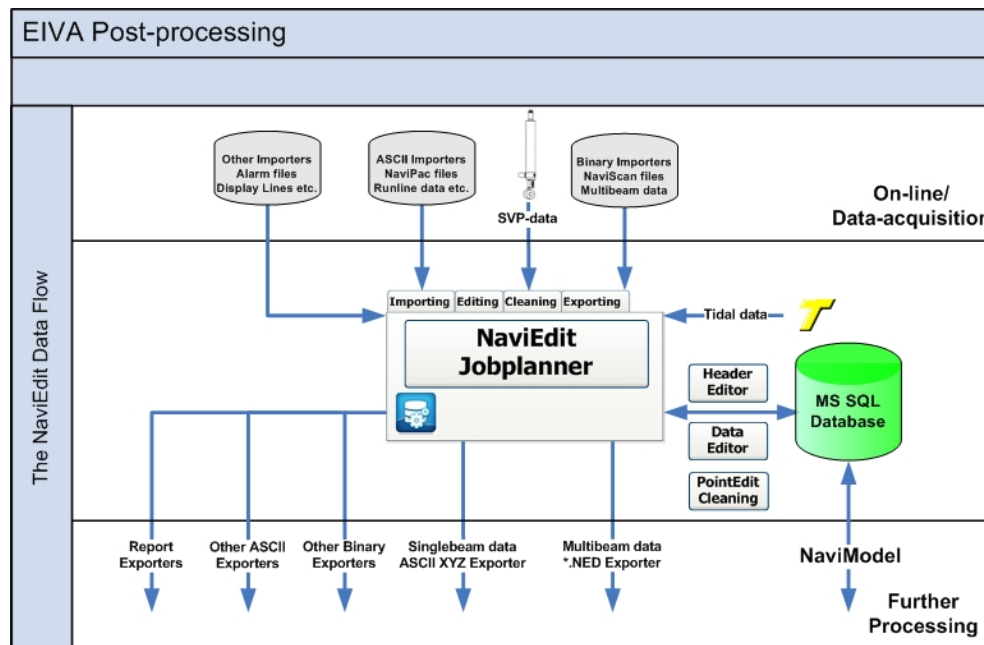 EIVA Post-processing
The NaviEdit Data Flow
Other Importers
Alarm files
Display Lines etc.
ASCII Importers
NaviPac files
Runline data etc.
SVP-data
Binary Importers
NaviScan files
Multibeam data
On-line/
Data-acquisition
Importing
Editing
Cleaning
Exporting
NaviEdit
Jobplanner
Tidal data
T
Header
Editor
Data
Editor
PointEdit
Cleaning
MS SQL
Database
Report
Exporters
Other ASCII
Exporters
Other Binary
Exporters
Singlebeam data
ASCII XYZ Exporter
Multibeam data
*.NED Exporter
NaviModel
Further
Processing